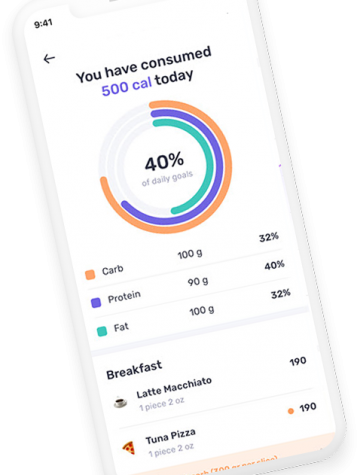 9:41
You have consumed
500 cal today
40%
of daily goals
Carb 100 g 32%
Protein 90 g 40%
Fat 100 g 32%
Breakfast
Latte Macchiato 190
1 piece 2 oz
Tuna Pizza 190
1 piece 2 oz